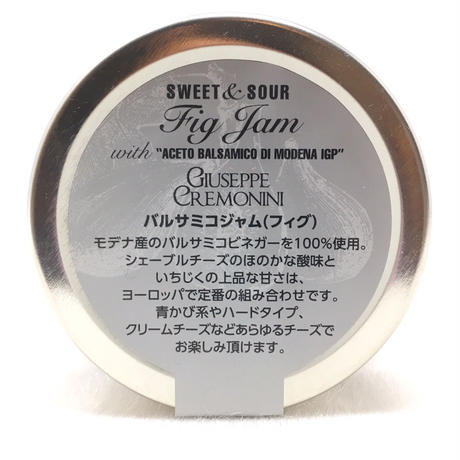 SWEET & SOUR
Fig Jam
with "ACETO BALSAMICO DI MODENA IGP"
GIUSEPPE
CREMONINI
バルサミコジャム(フィグ)
モデナ産のバルサミコビネガーを100%使用。
シェーブルチーズのほのかな酸味と
いちじくの上品な甘さは、
ヨーロッパで定番の組み合わせです。
青かび系やハードタイプ、
クリームチーズなどあらゆるチーズで
お楽しみ頂けます。